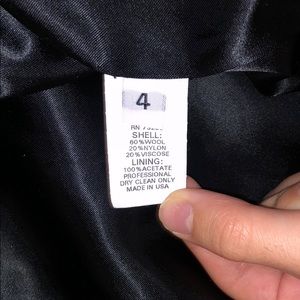 4
RN
SHELL:
60%WOOL
20%NYLON
20%VISCOSE
LINING:
100%ACETATE
PROFESSIONAL
DRY CLEAN ONLY
MADE IN USA